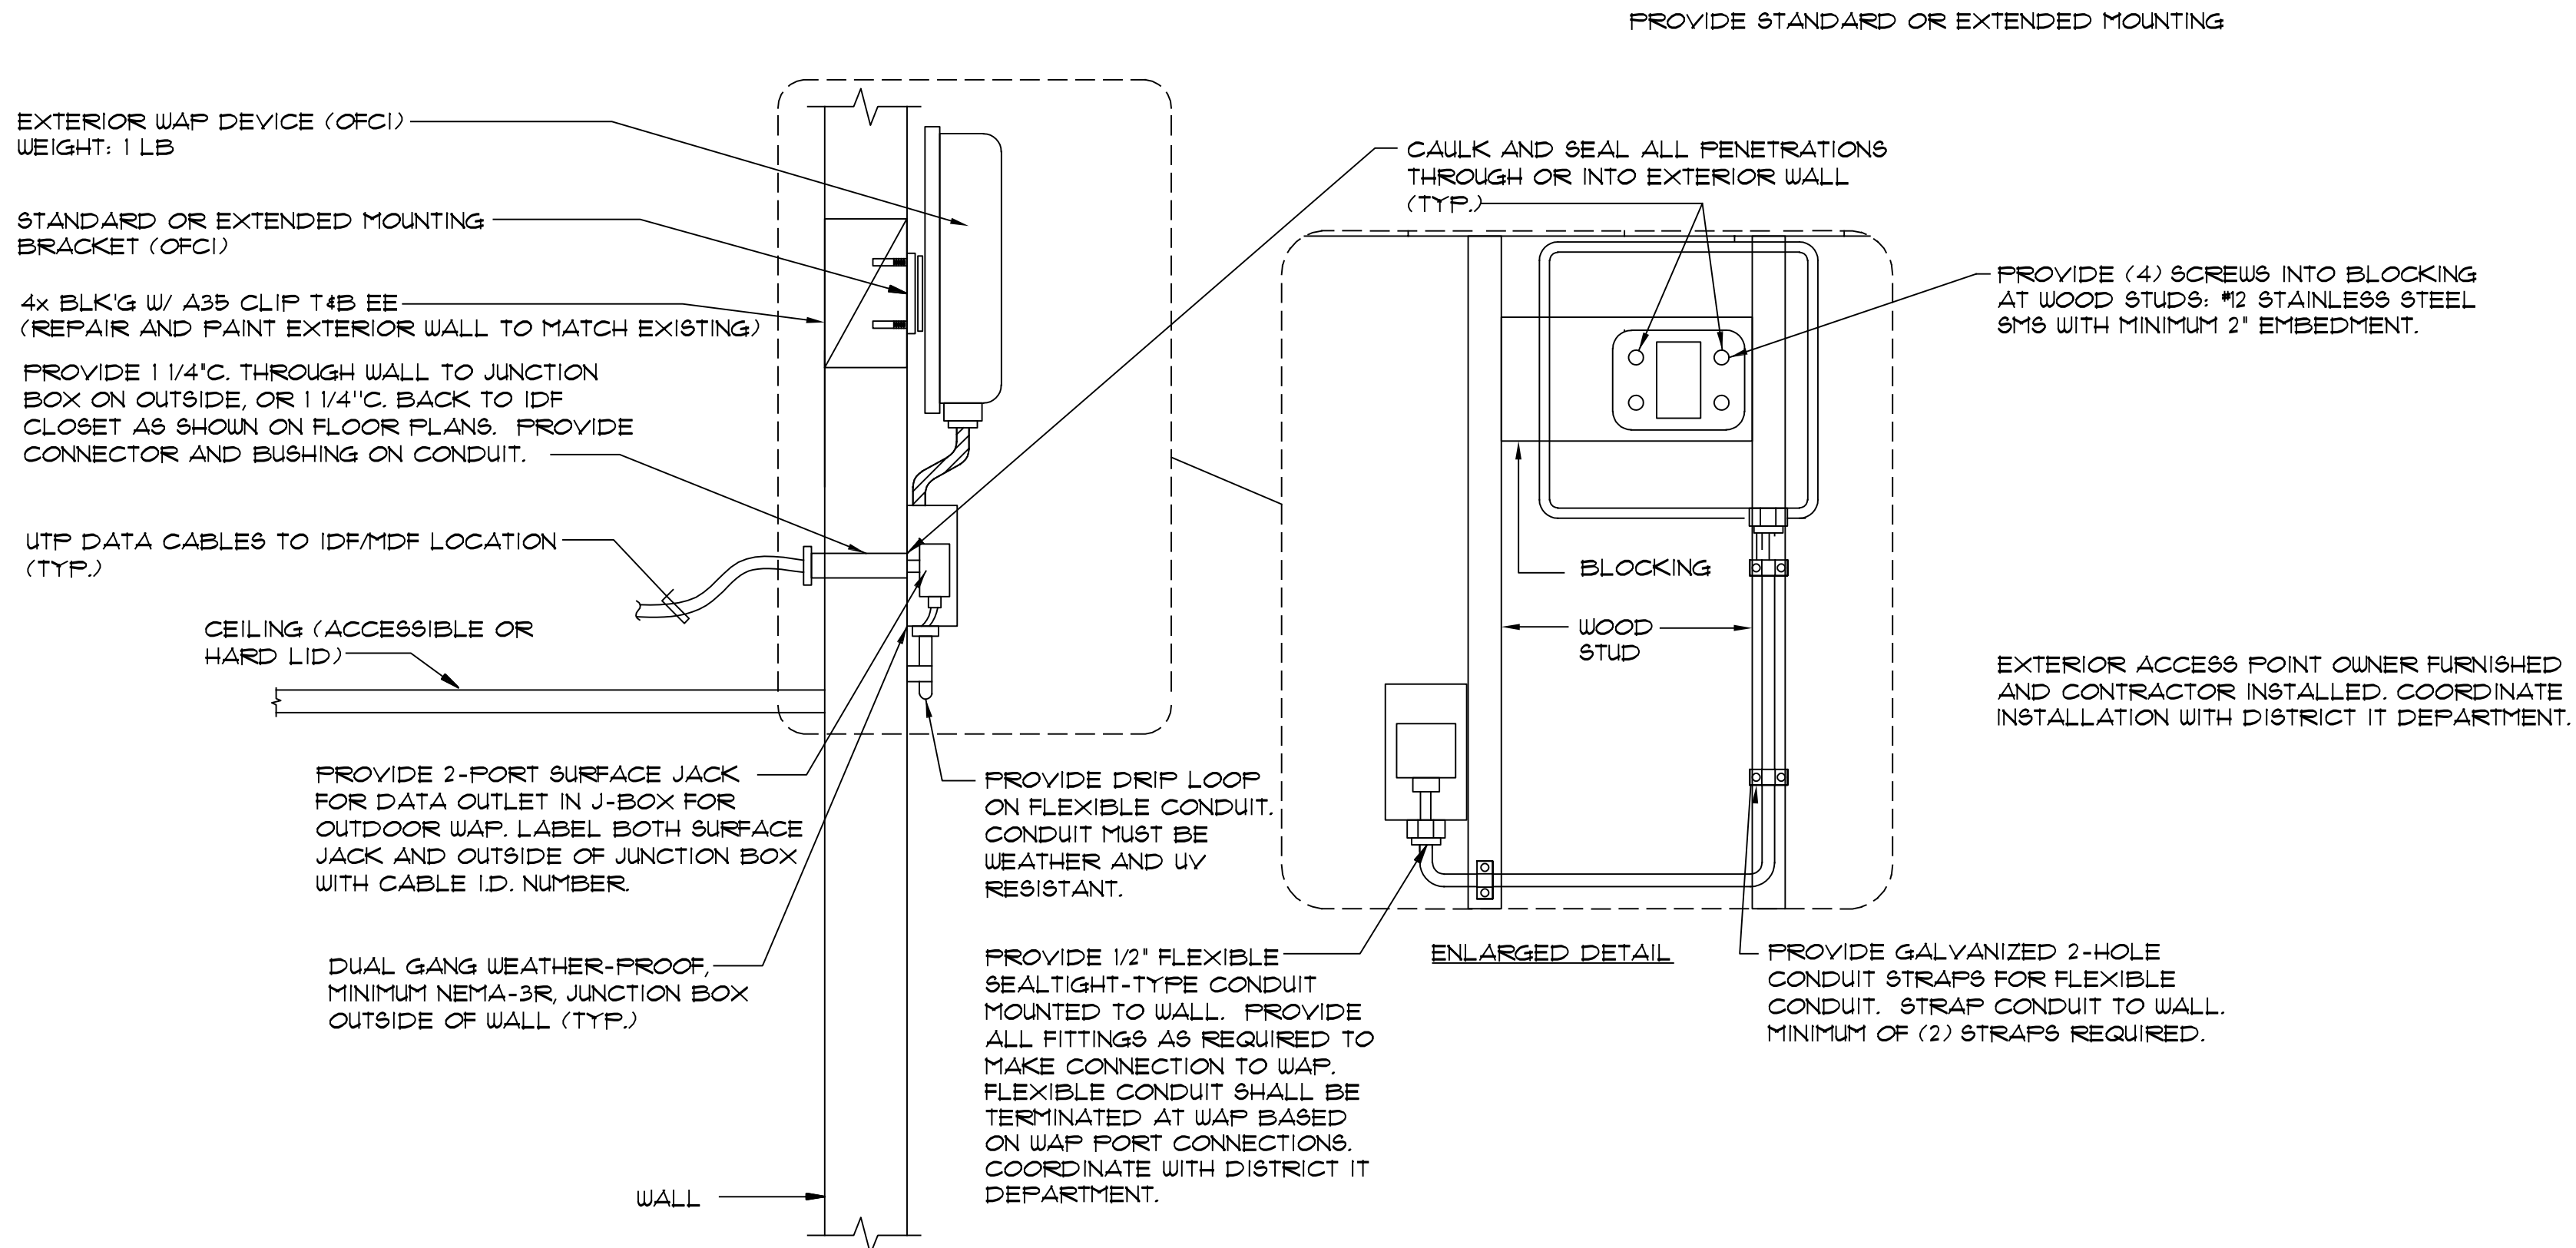 PROVIDE STANDARD OR EXTENDED MOUNTING
EXTERIOR WAP DEVICE (OFCI)
WEIGHT: 1 LB
STANDARD OR EXTENDED MOUNTING
BRACKET (OFCI)
4x BLK'G W/ A35 CLIP T&B EE
(REPAIR AND PAINT EXTERIOR WALL TO MATCH EXISTING)
PROVIDE 1 1/4"C. THROUGH WALL TO JUNCTION
BOX ON OUTSIDE, OR 1 1/4''C. BACK TO IDF
CLOSET AS SHOWN ON FLOOR PLANS.  PROVIDE
CONNECTOR AND BUSHING ON CONDUIT.
UTP DATA CABLES TO IDF/MDF LOCATION
(TYP.)
CEILING (ACCESSIBLE OR
HARD LID)
PROVIDE 2-PORT SURFACE JACK
FOR DATA OUTLET IN J-BOX FOR
OUTDOOR WAP. LABEL BOTH SURFACE
JACK AND OUTSIDE OF JUNCTION BOX
WITH CABLE I.D. NUMBER.
DUAL GANG WEATHER-PROOF,
MINIMUM NEMA-3R, JUNCTION BOX
OUTSIDE OF WALL (TYP.)
WALL
PROVIDE DRIP LOOP
ON FLEXIBLE CONDUIT.
CONDUIT MUST BE
WEATHER AND UV
RESISTANT.
PROVIDE 1/2" FLEXIBLE
SEALTIGHT-TYPE CONDUIT
MOUNTED TO WALL.  PROVIDE
ALL FITTINGS AS REQUIRED TO
MAKE CONNECTION TO WAP.
FLEXIBLE CONDUIT SHALL BE
TERMINATED AT WAP BASED
ON WAP PORT CONNECTIONS.
COORDINATE WITH DISTRICT IT
DEPARTMENT.
CAULK AND SEAL ALL PENETRATIONS
THROUGH OR INTO EXTERIOR WALL
(TYP.)
PROVIDE (4) SCREWS INTO BLOCKING
AT WOOD STUDS: #12 STAINLESS STEEL
SMS WITH MINIMUM 2" EMBEDMENT.
BLOCKING
WOOD
STUD
EXTERIOR ACCESS POINT OWNER FURNISHED
AND CONTRACTOR INSTALLED. COORDINATE
INSTALLATION WITH DISTRICT IT DEPARTMENT.
ENLARGED DETAIL
PROVIDE GALVANIZED 2-HOLE
CONDUIT STRAPS FOR FLEXIBLE
CONDUIT.  STRAP CONDUIT TO WALL.
MINIMUM OF (2) STRAPS REQUIRED.